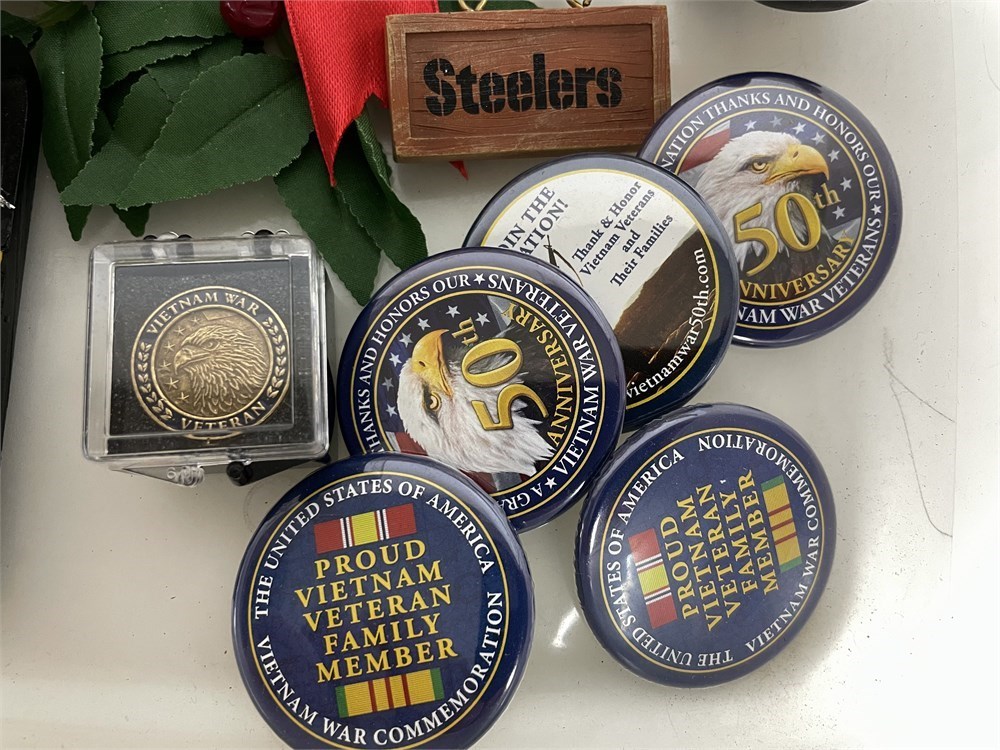 Steelers
NATION THANKS AND HONORS OUR ★
50th
ANNIVERSARY
NAM WAR VETERANS
JOIN THE
NATION!
Thank & Honor
Vietnam Veterans
and
Their Families
vietnamwar50th.com
VIETNAM WAR
VETERAN
THANKS AND HONORS OUR ★
VIETNAM WAR VETERANS
★ A GRA
50th
ANNIVERSARY
THE UNITED STATES OF AMERICA
PROUD
VIETNAM
VETERAN
FAMILY
MEMBER
VIETNAM WAR COMMEMORATION
THE UNITED STATES OF AMERICA
PROUD
VIETNAM
VETERAN
FAMILY
MEMBER
VIETNAM WAR COMMEMORATION